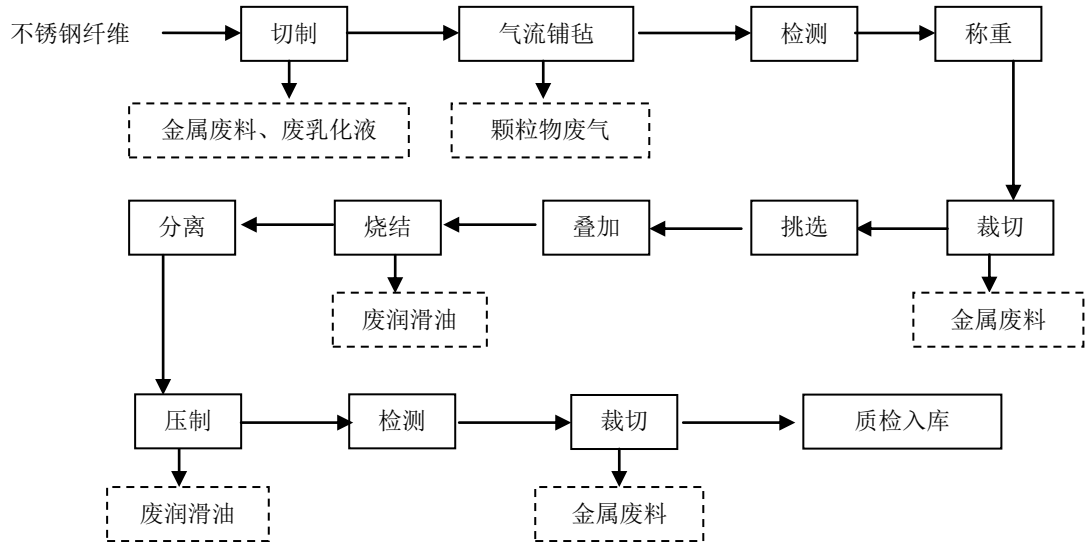 不锈钢纤维 切制 气流铺毡 检测 称重
金属废料、废乳化液 颗粒物废气
分离 烧结 叠加 挑选 裁切
废润滑油 金属废料
压制 检测 裁切 质检入库
废润滑油 金属废料